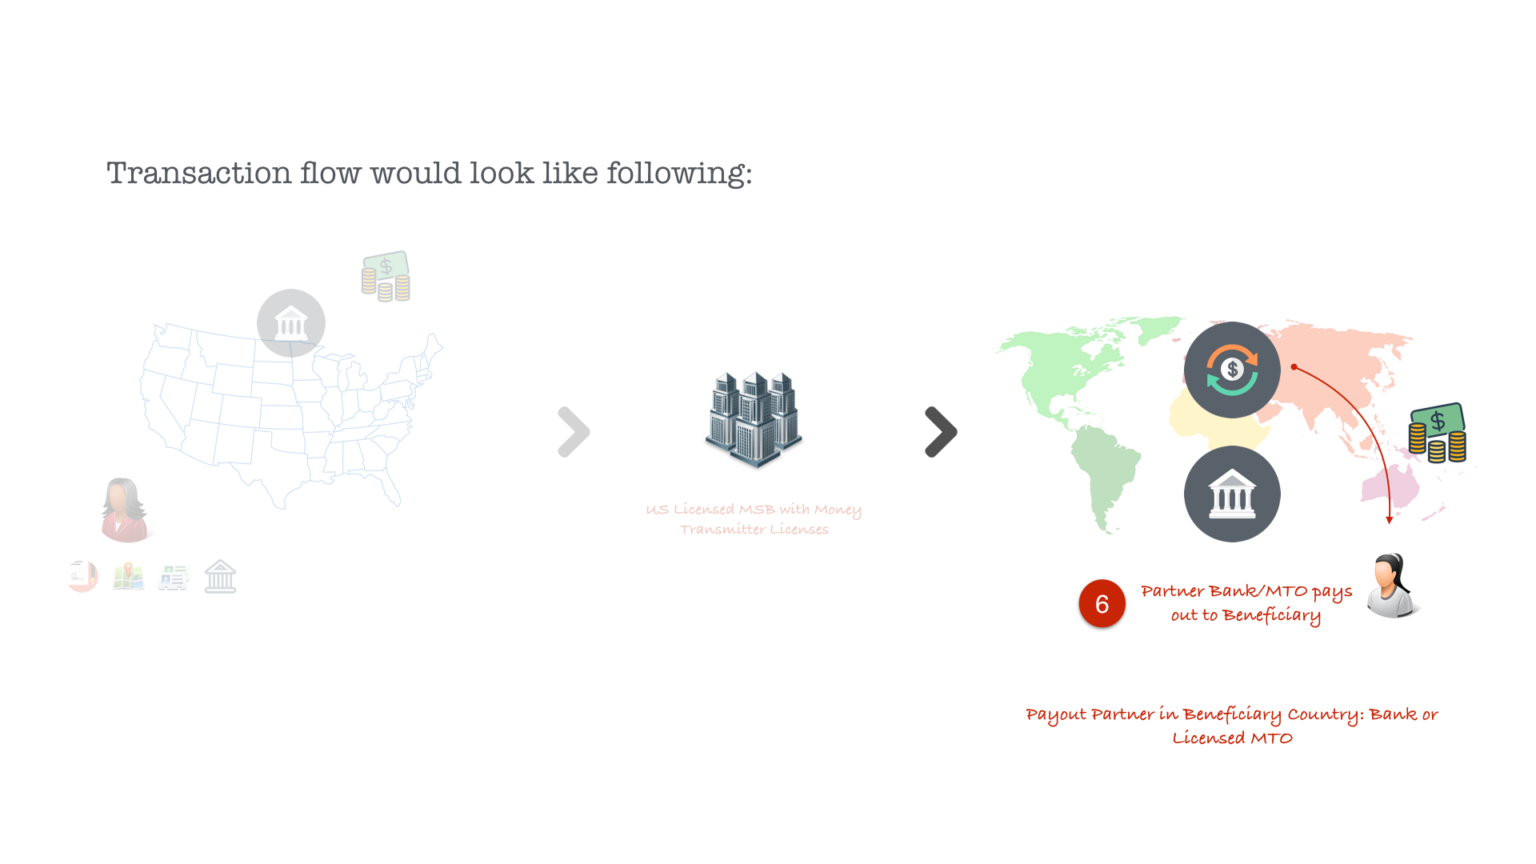 Transaction flow would look like following:
US Licensed MSB with Money
Transmitter Licenses
6
Partner Bank/MTO pays
out to Beneficiary
Payout Partner in Beneficiary Country: Bank or
Licensed MTO